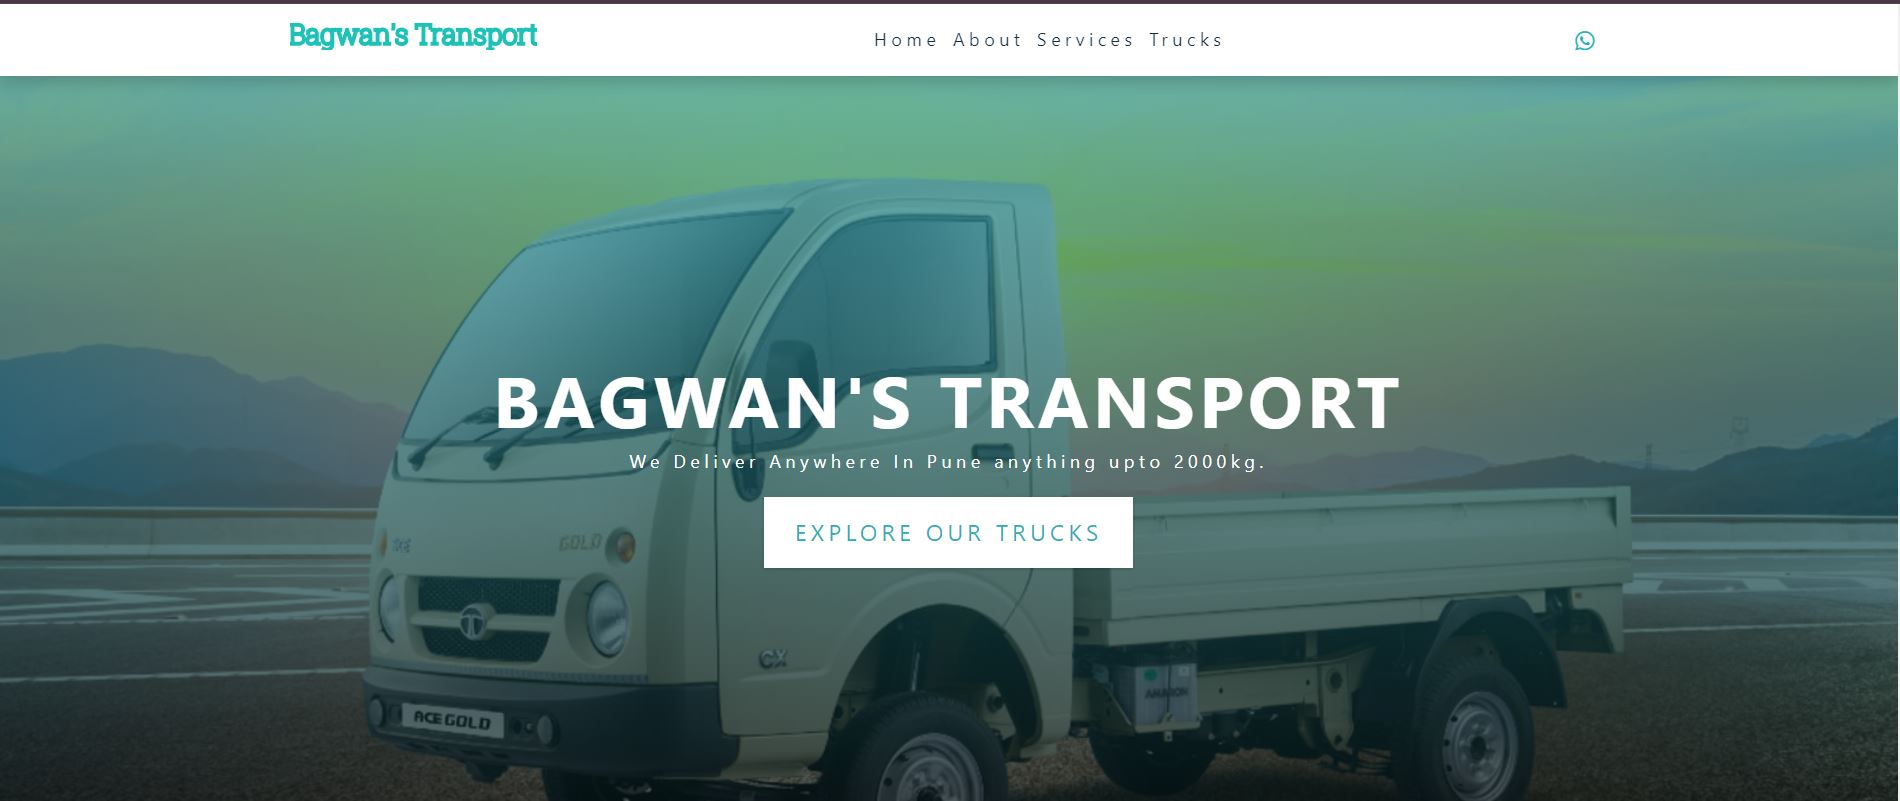 Bagwan's Transport
Home About Services Trucks
BAGWAN'S TRANSPORT
We Deliver Anywhere In Pune anything upto 2000kg.
EXPLORE OUR TRUCKS
GOLD
CX
AMARON
ACE GOLD